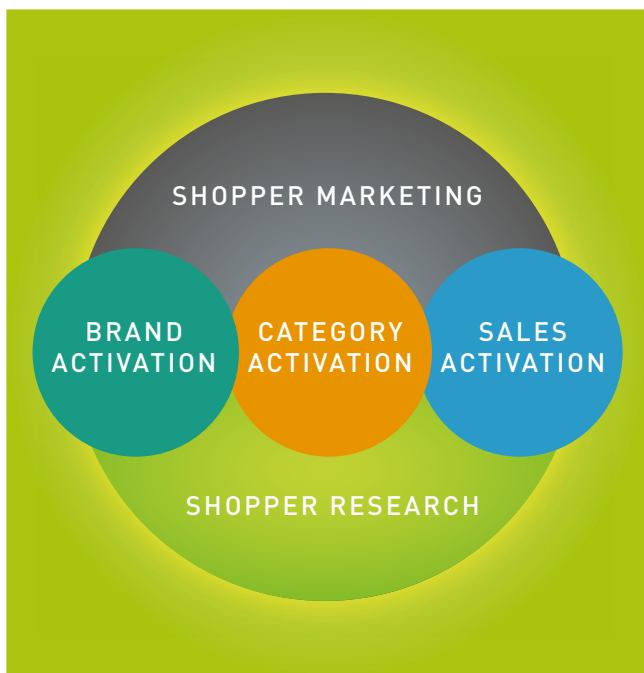 SHOPPER MARKETING
BRAND
ACTIVATION
CATEGORY
ACTIVATION
SALES
ACTIVATION
SHOPPER RESEARCH